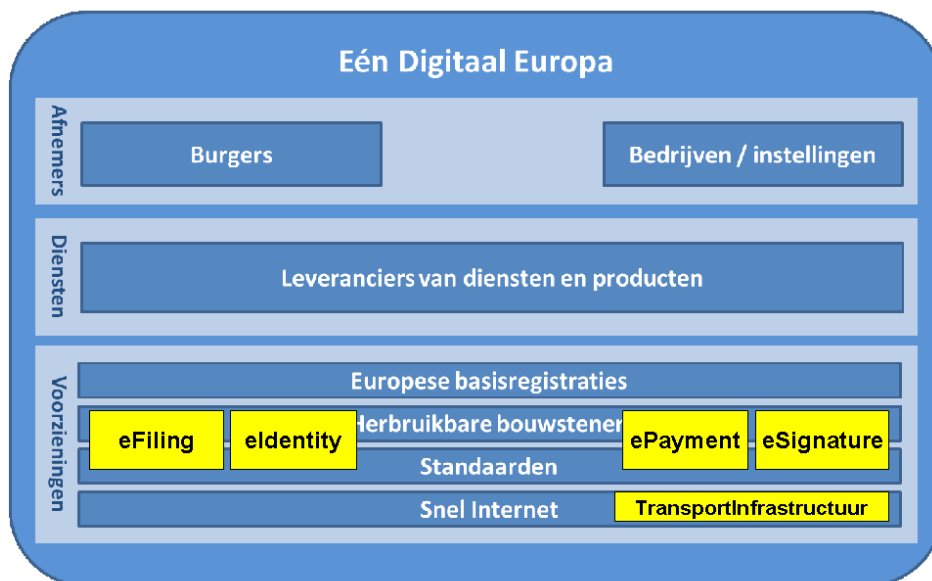 Eén Digitaal Europa
Afnemers
Burgers
Bedrijven / instellingen
Diensten
Leveranciers van diensten en producten
Voorzieningen
Europese basisregistraties
Herbruikbare bouwstenen
eFiling
eIdentity
ePayment
eSignature
Standaarden
Snel Internet
TransportInfrastructuur